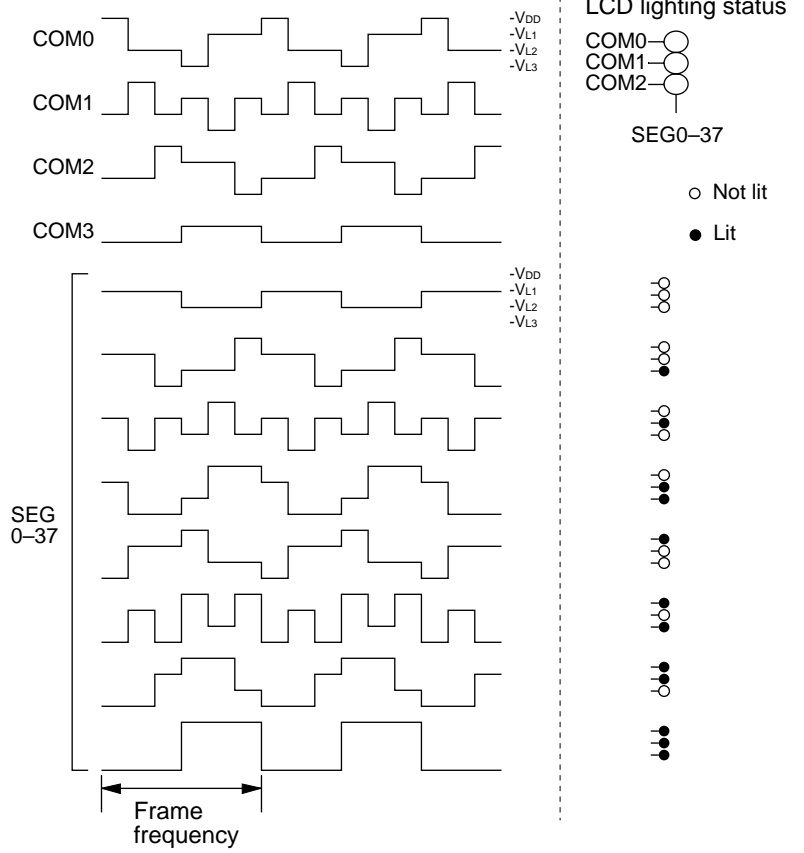 LCD lighting status
-VDD
-VL1
-VL2
-VL3
COM0
COM1
COM2
COM3
COM0
COM1
COM2
SEG0–37
Not lit
Lit
-VDD
-VL1
-VL2
-VL3
SEG
0–37
Frame
frequency